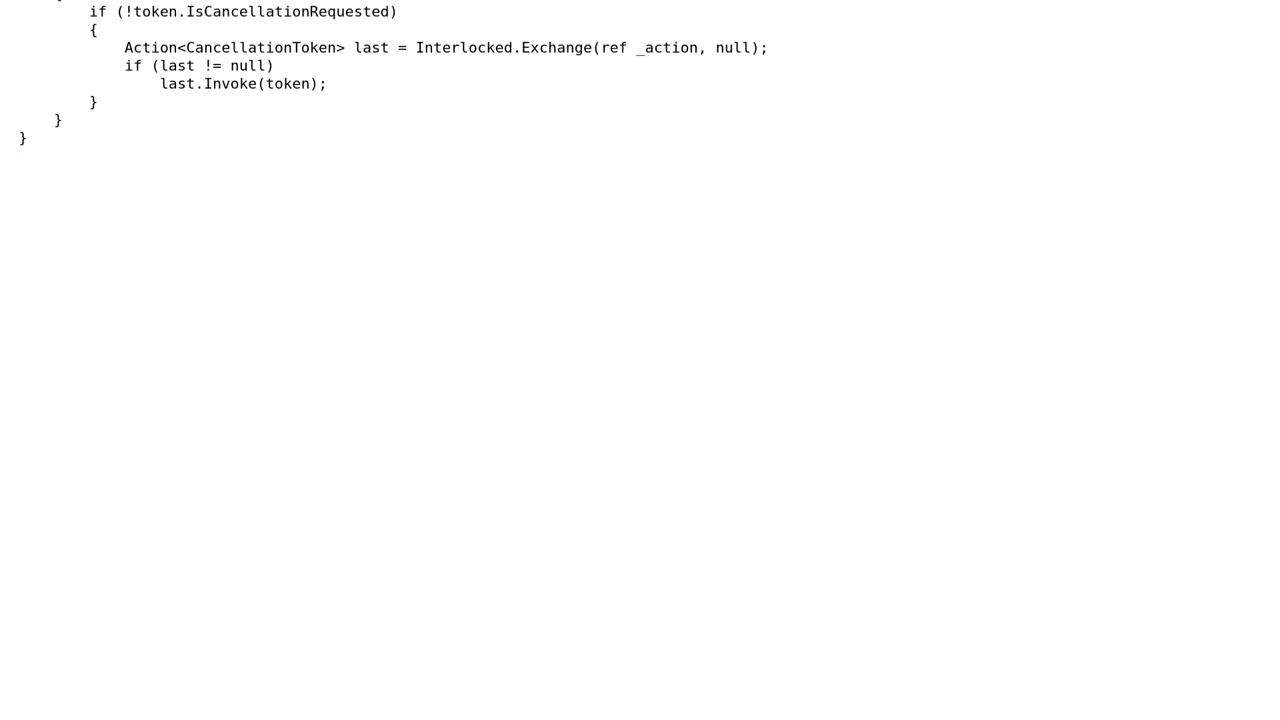 if (!token.IsCancellationRequested)
{
Action<CancellationToken> last = Interlocked.Exchange(ref _action, null);
if (last != null)
last.Invoke(token);
}
}
}